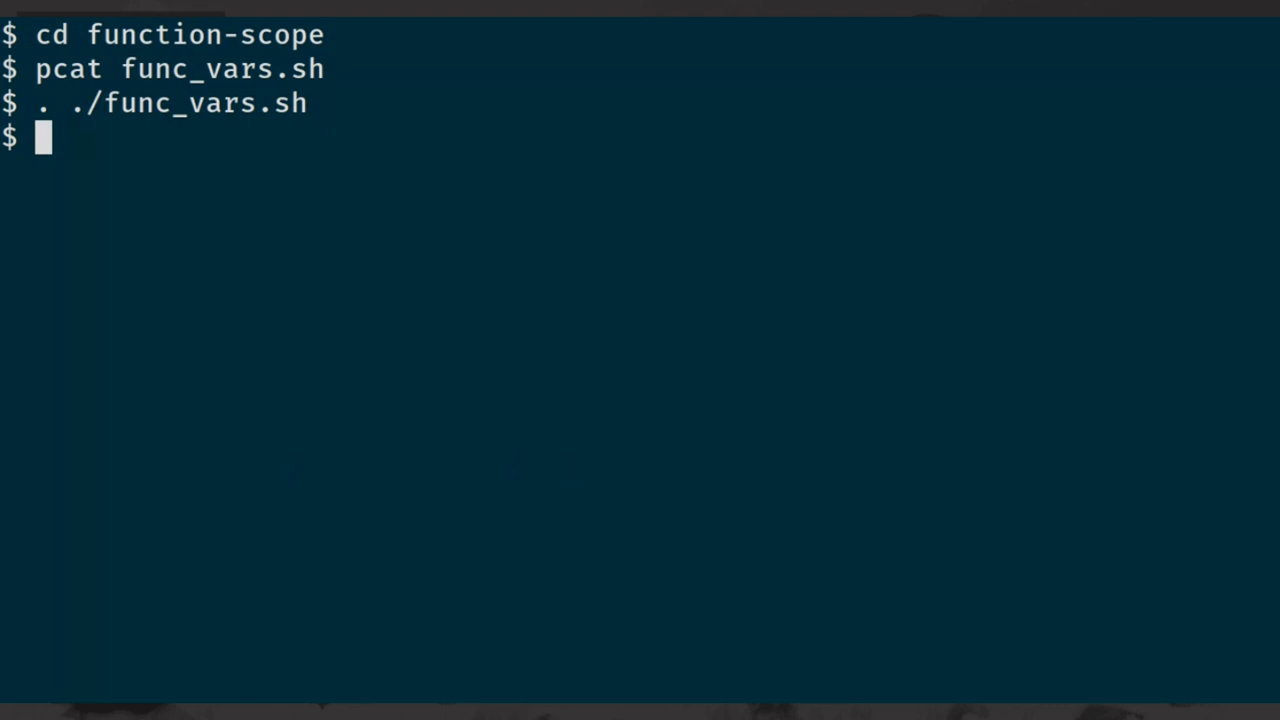 $ cd function-scope
$ pcat func_vars.sh
$ . ./func_vars.sh
$